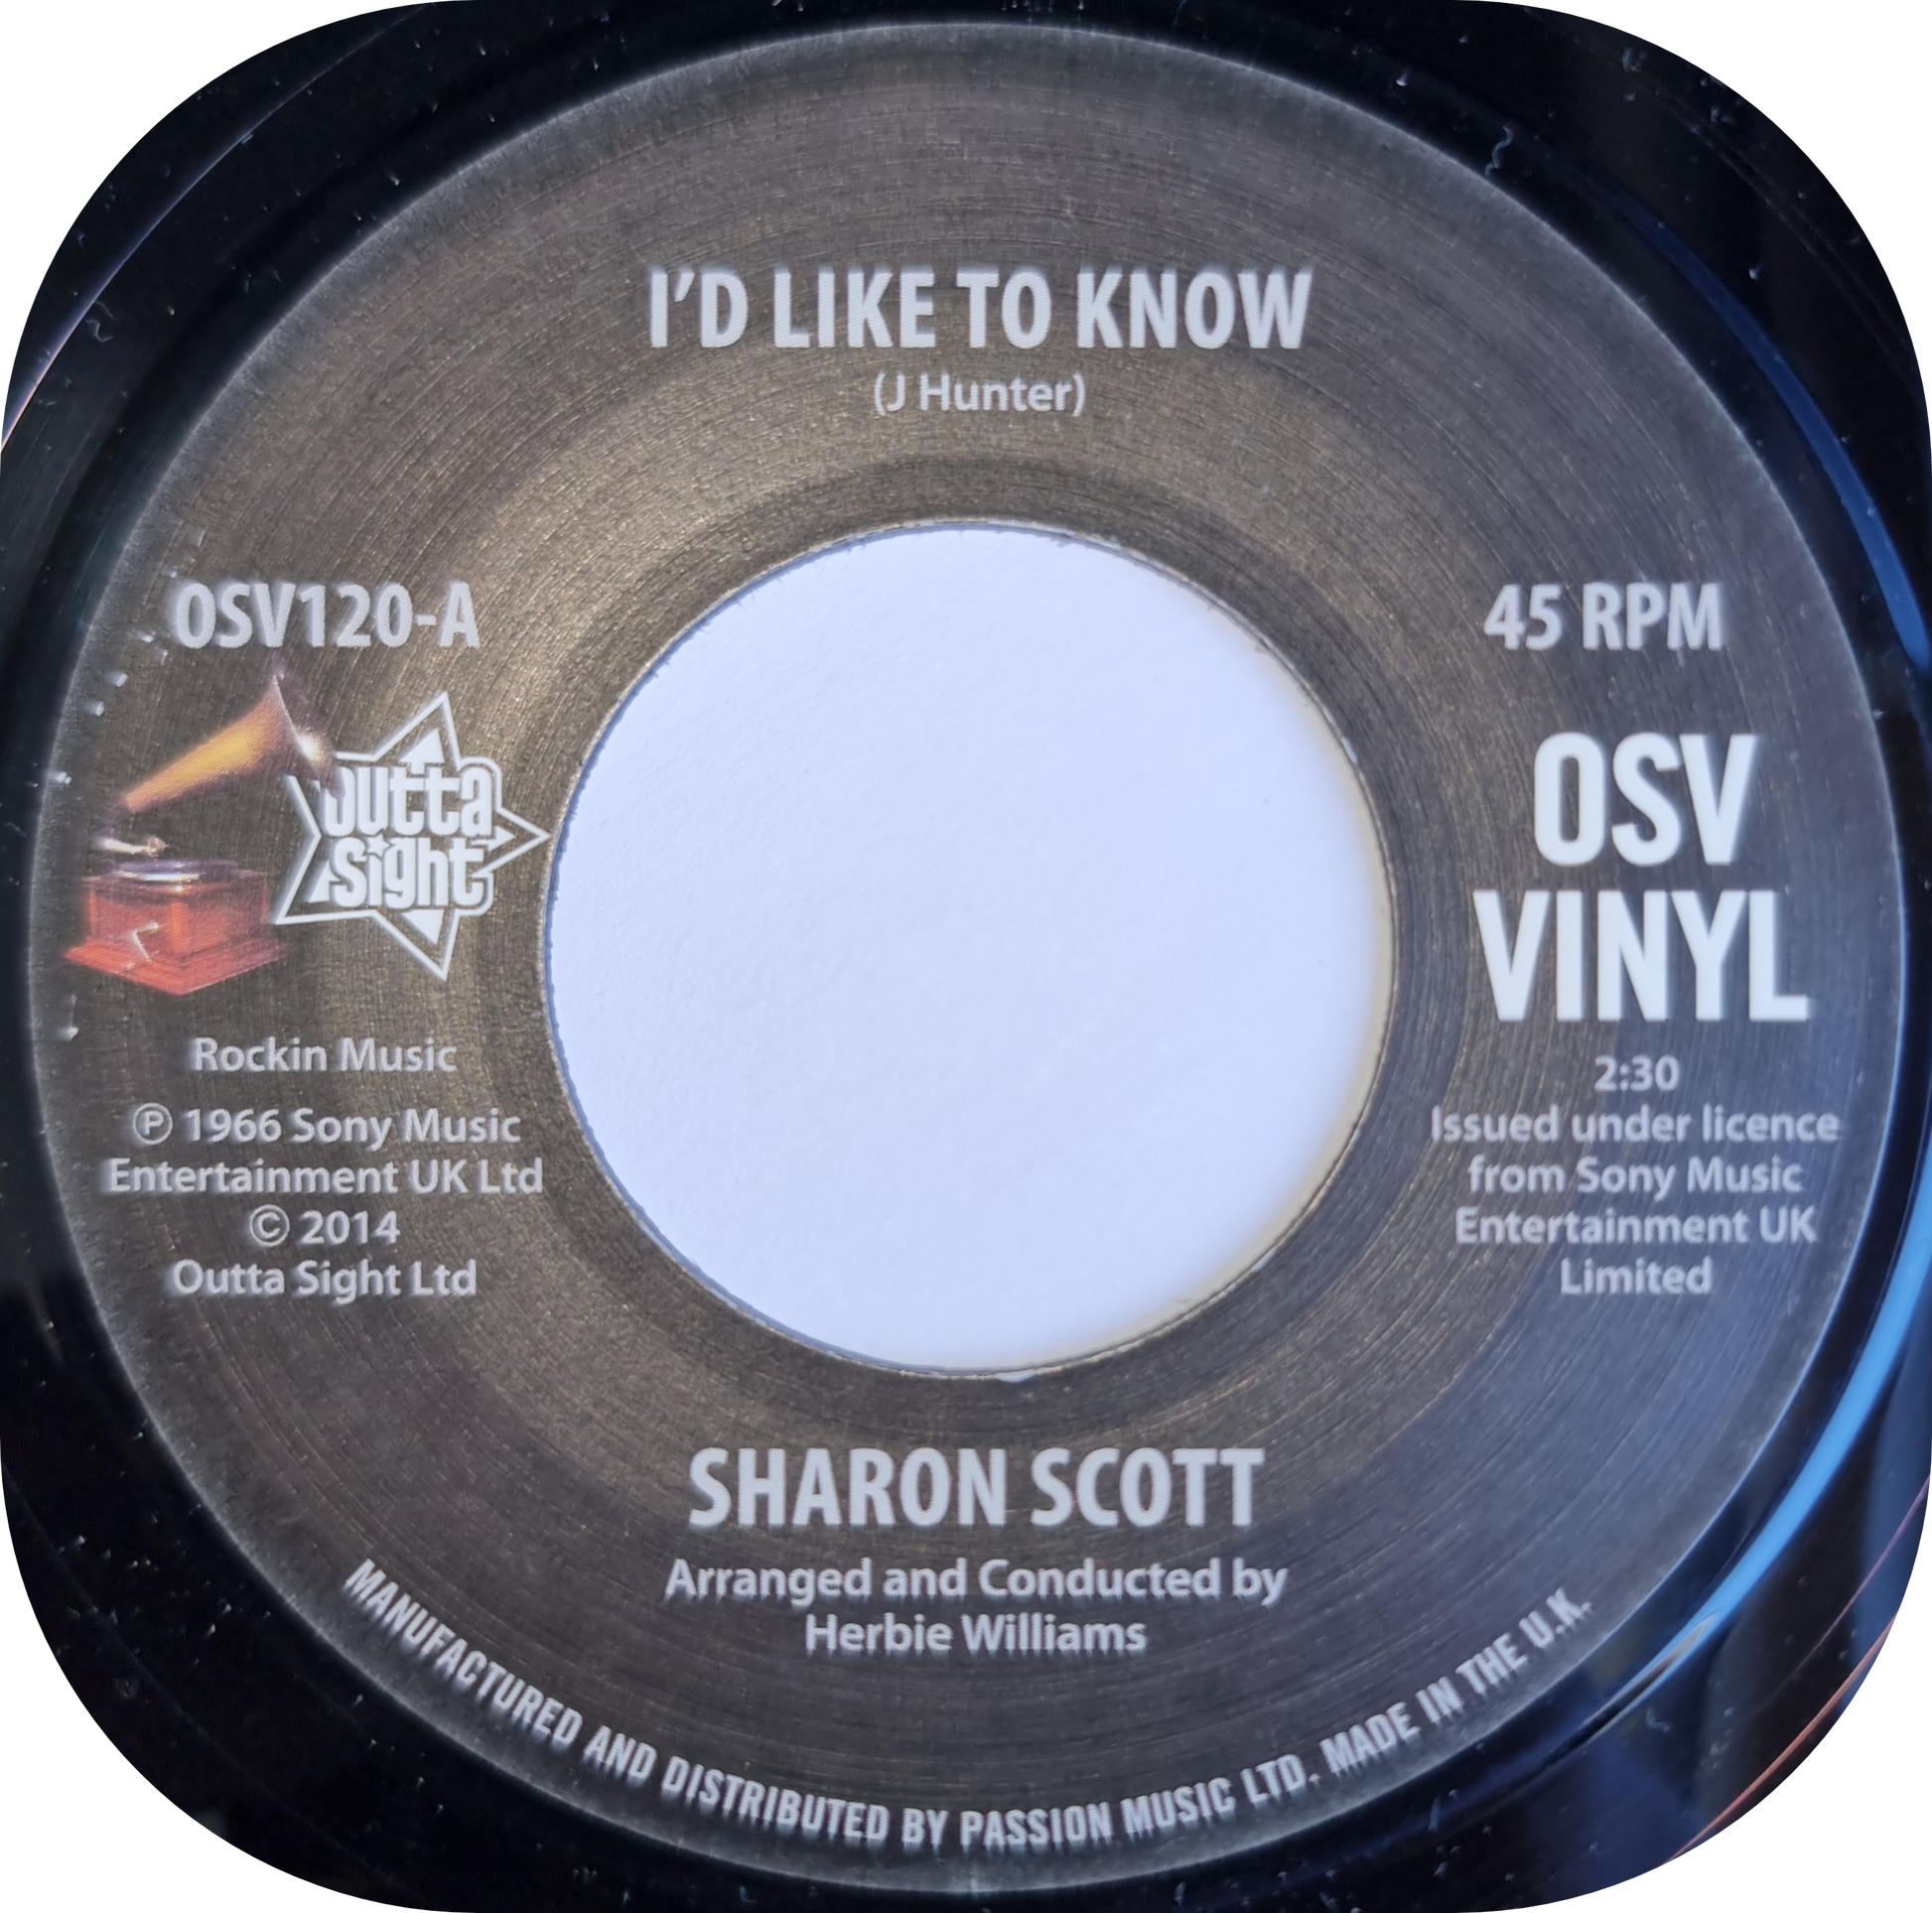 I'D LIKE TO KNOW
(J Hunter)
OSV120-A
45 RPM
outta
sight
OSV
VINYL
Rockin Music
℗ 1966 Sony Music
Entertainment UK Ltd
© 2014
Outta Sight Ltd
2:30
Issued under licence
from Sony Music
Entertainment UK
Limited
SHARON SCOTT
Arranged and Conducted by
Herbie Williams
MANUFACTURED AND DISTRIBUTED BY PASSION MUSIC LTD. MADE IN THE U.K.